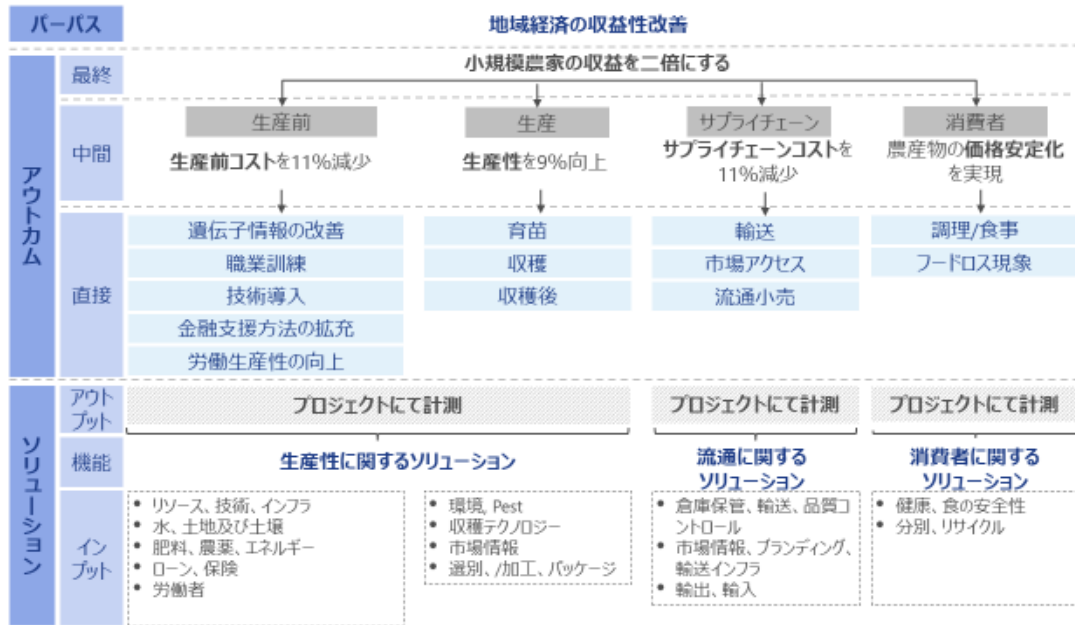 パーパス
地域経済の収益性改善
アウトカム
最終
小規模農家の収益を二倍にする
中間
生産前
生産前コストを11%減少
生産
生産性を9%向上
サプライチェーン
サプライチェーンコストを
11%減少
消費者
農産物の価格安定化
を実現
直接
遺伝子情報の改善
職業訓練
技術導入
金融支援方法の拡充
労働生産性の向上
育苗
収穫
収穫後
輸送
市場アクセス
流通小売
調理/食事
フードロス現象
ソリューション
アウト
プット
プロジェクトにて計測
プロジェクトにて計測
プロジェクトにて計測
機能
生産性に関するソリューション
流通に関する
ソリューション
消費者に関する
ソリューション
イン
プット
• リソース、技術、インフラ
• 水、土地及び土壌
• 肥料、農薬、エネルギー
• ローン、保険
• 労働者
• 環境, Pest
• 収穫テクノロジー
• 市場情報
• 選別、/加工、パッケージ
• 倉庫保管、輸送、品質コ
ントロール
• 市場情報、ブランディング、
輸送インフラ
• 輸出、輸入
• 健康、食の安全性
• 分別、リサイクル